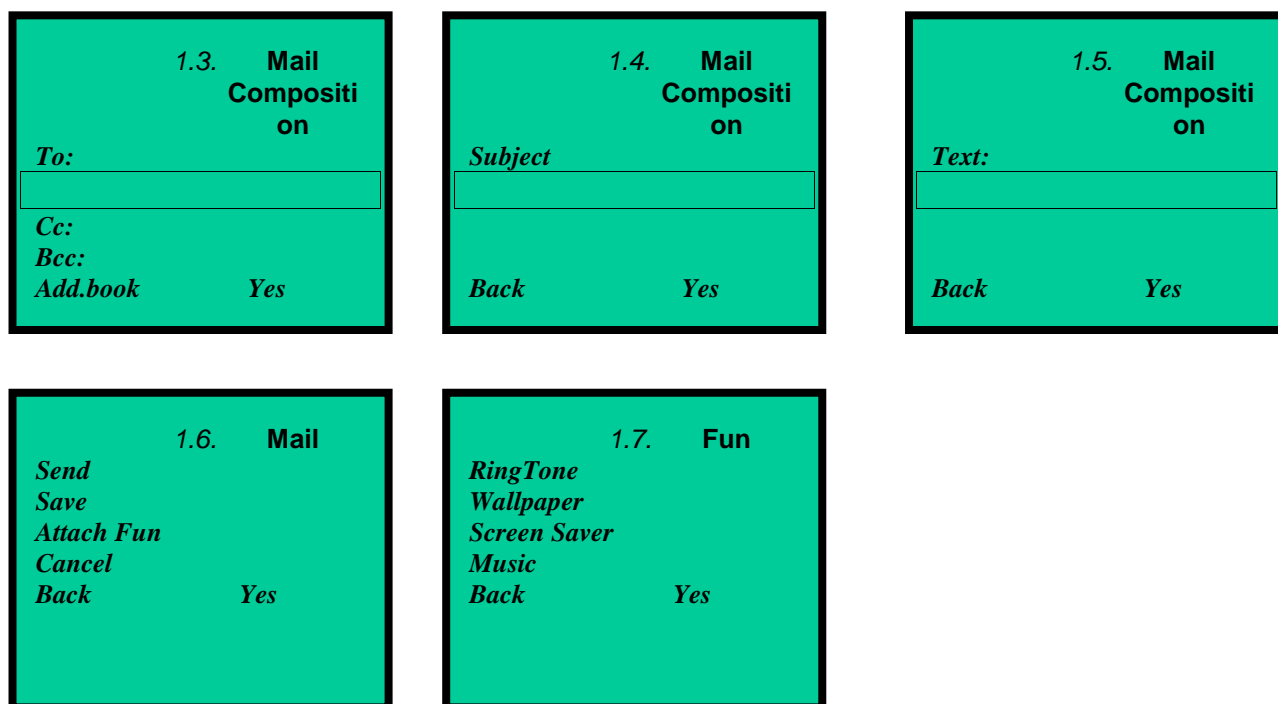 1.3. Mail
Compositi
on
To:
Cc:
Bcc:
Add.book Yes
1.4. Mail
Compositi
on
Subject
Back Yes
1.5. Mail
Compositi
on
Text:
Back Yes
1.6. Mail
Send
Save
Attach Fun
Cancel
Back Yes
1.7. Fun
RingTone
Wallpaper
Screen Saver
Music
Back Yes